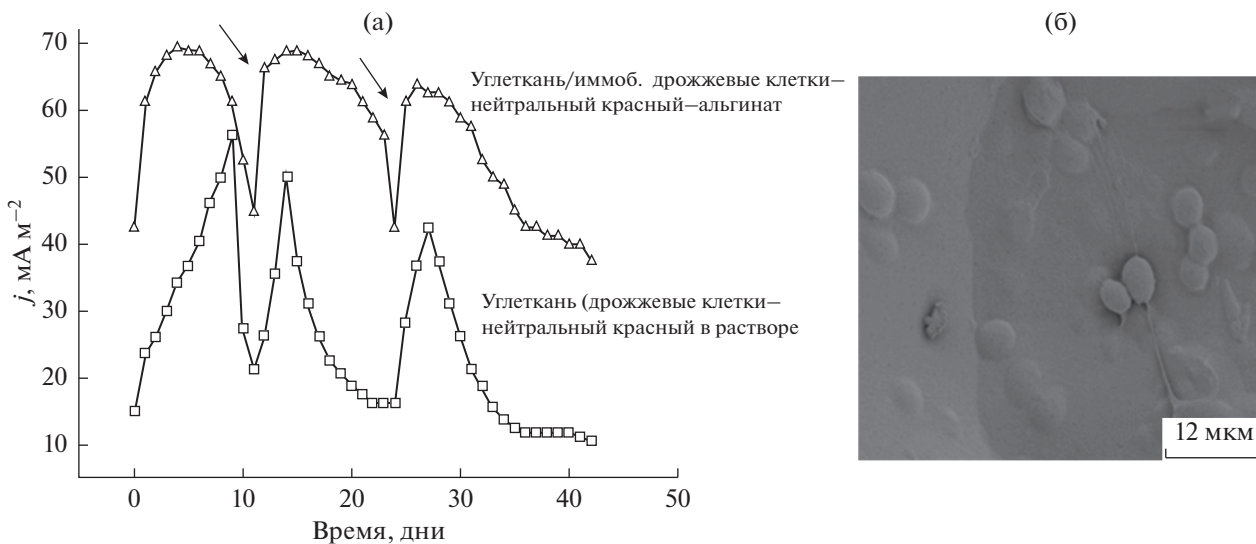 (а)
70
60
50
40
30
20
10
j, мА м−2
0
10
20
30
40
50
Время, дни
Углеткань/иммоб. дрожжевые клетки−
нейтральный красный−альгинат
Углеткань (дрожжевые клетки−
нейтральный красный в растворе
(б)
12 мкм